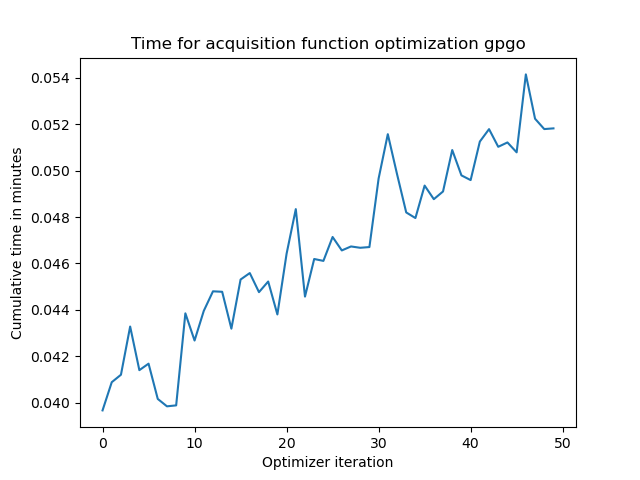 Time for acquisition function optimization gpgo
0.054
0.052
0.050
0.048
0.046
0.044
0.042
0.040
Cumulative time in minutes
0 10 20 30 40 50
Optimizer iteration